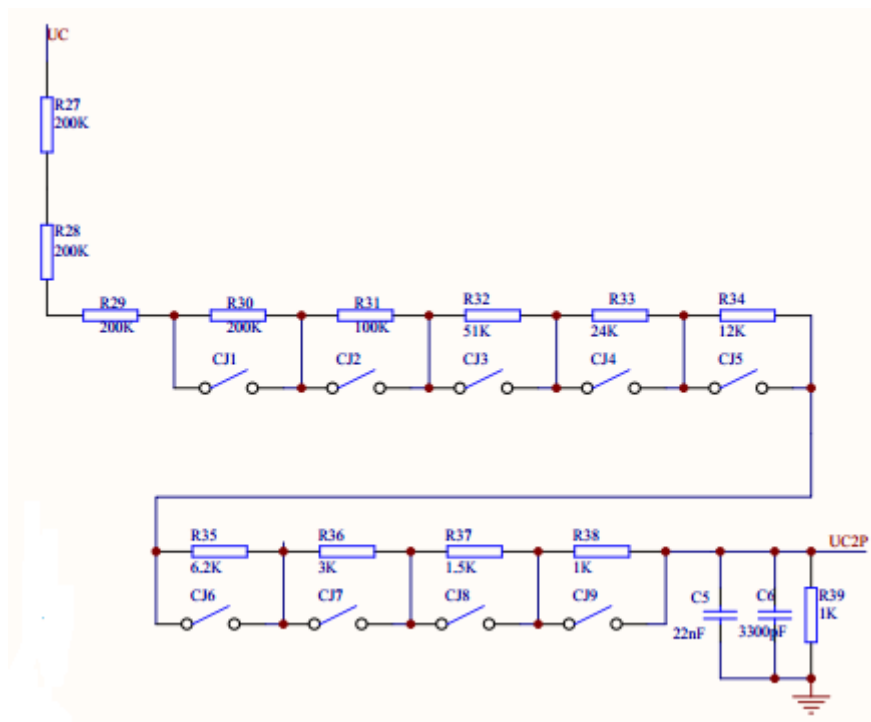 UC
R27
200K
R28
200K
R29
200K
R30
200K
R31
100K
R32
51K
R33
24K
R34
12K
CJ1
CJ2
CJ3
CJ4
CJ5
R35
6.2K
R36
3K
R37
1.5K
R38
1K
UC2P
CJ6
CJ7
CJ8
CJ9
C5
22nF
C6
3300pF
R39
1K